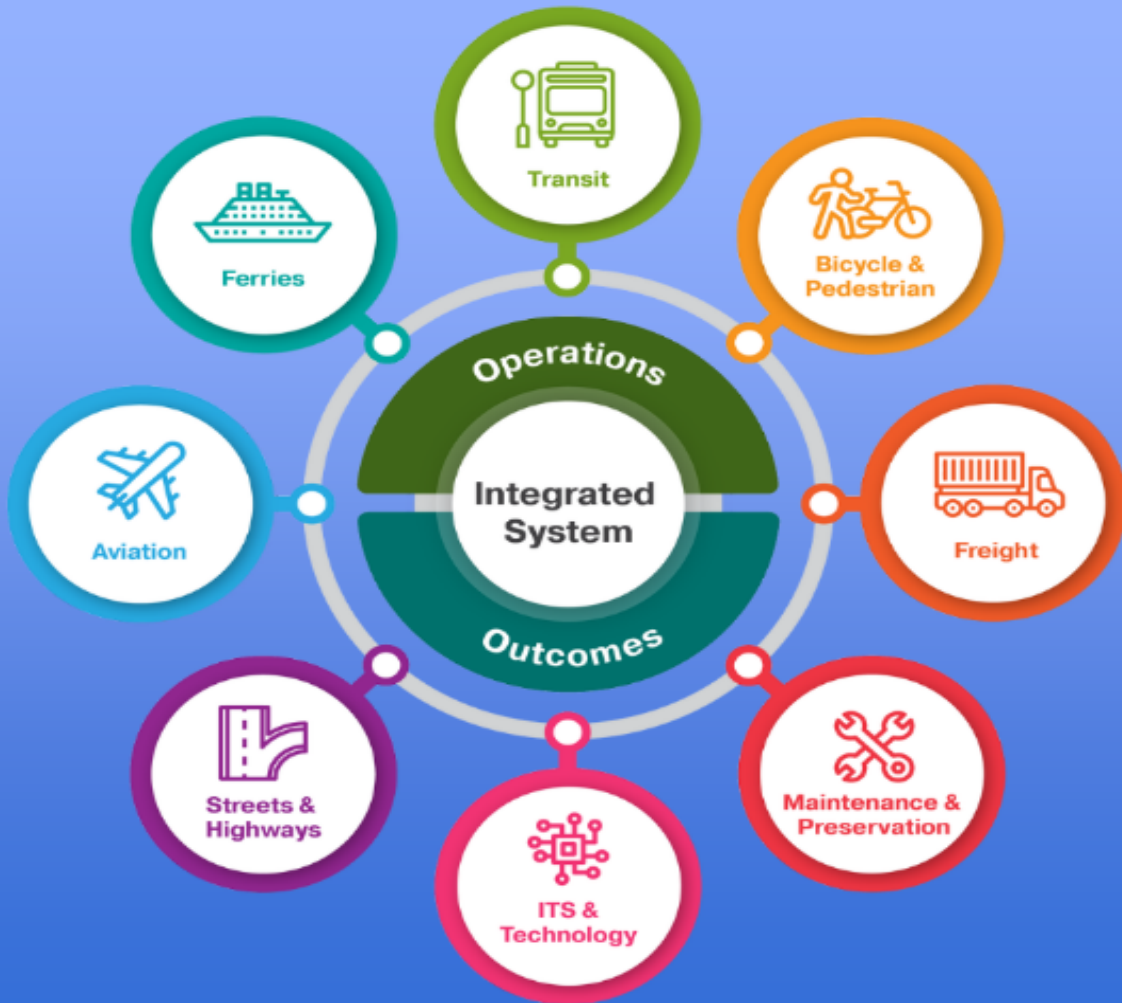 Transit
Bicycle &
Pedestrian
Freight
Maintenance &
Preservation
ITS &
Technology
Streets &
Highways
Aviation
Ferries
Operations
Integrated
System
Outcomes